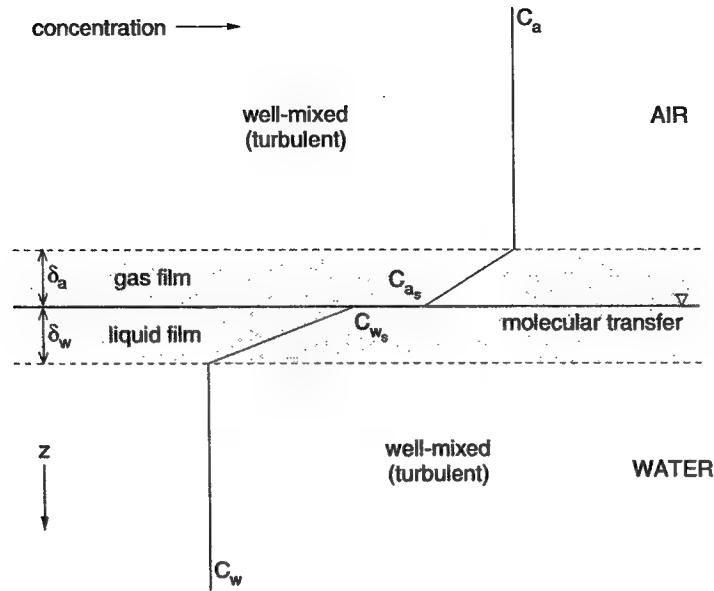 concentration
C_a
well-mixed
(turbulent)
AIR
δ_a
gas film
C_a_s
δ_w
liquid film
C_w_s
molecular transfer
z
well-mixed
(turbulent)
WATER
C_w